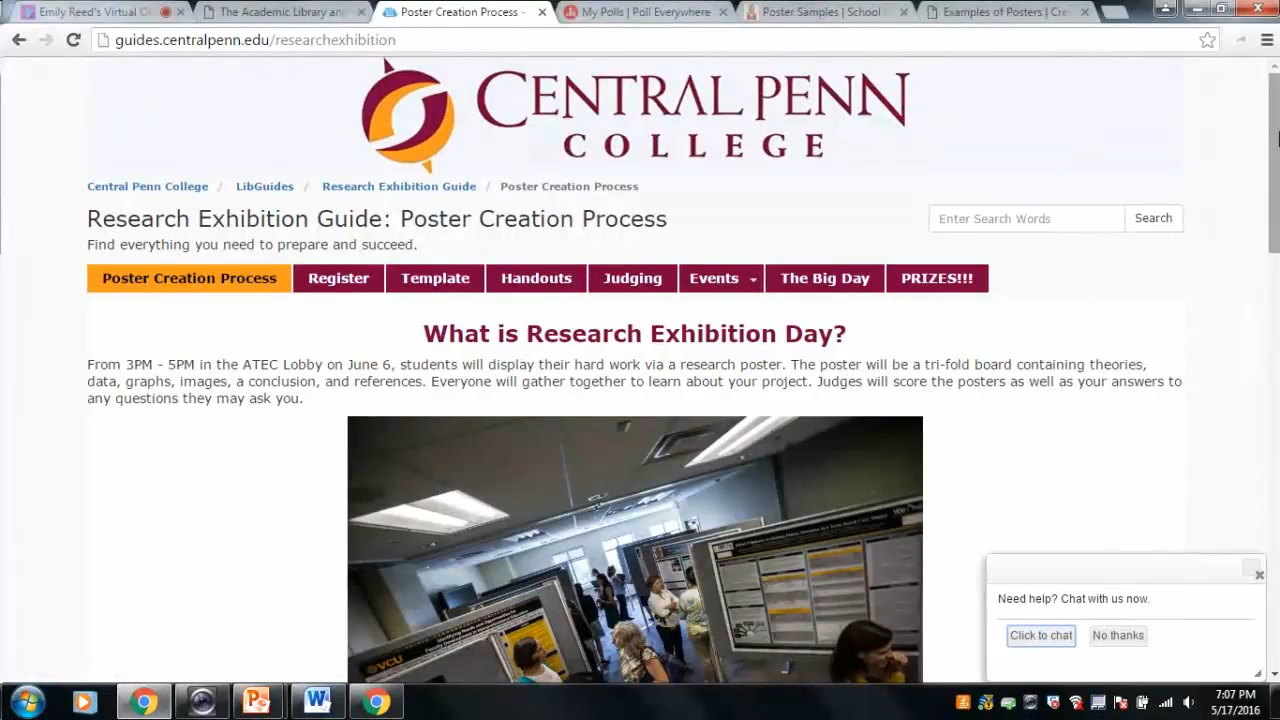 Emily Reed's Virtual Cl
The Academic Library an
Poster Creation Process -
My Polls | Poll Everywhere
Poster Samples | School
Examples of Posters | Cre
guides.centralpenn.edu/researchexhibition
CENTRAL PENN
COLLEGE
Central Penn College / LibGuides / Research Exhibition Guide / Poster Creation Process
Research Exhibition Guide: Poster Creation Process
Enter Search Words
Search
Find everything you need to prepare and succeed.
Poster Creation Process Register Template Handouts Judging Events The Big Day PRIZES!!!
What is Research Exhibition Day?
From 3PM - 5PM in the ATEC Lobby on June 6, students will display their hard work via a research poster. The poster will be a tri-fold board containing theories,
data, graphs, images, a conclusion, and references. Everyone will gather together to learn about your project. Judges will score the posters as well as your answers to
any questions they may ask you.
VCU
Need help? Chat with us now.
Click to chat
No thanks
7:07 PM
5/17/2016